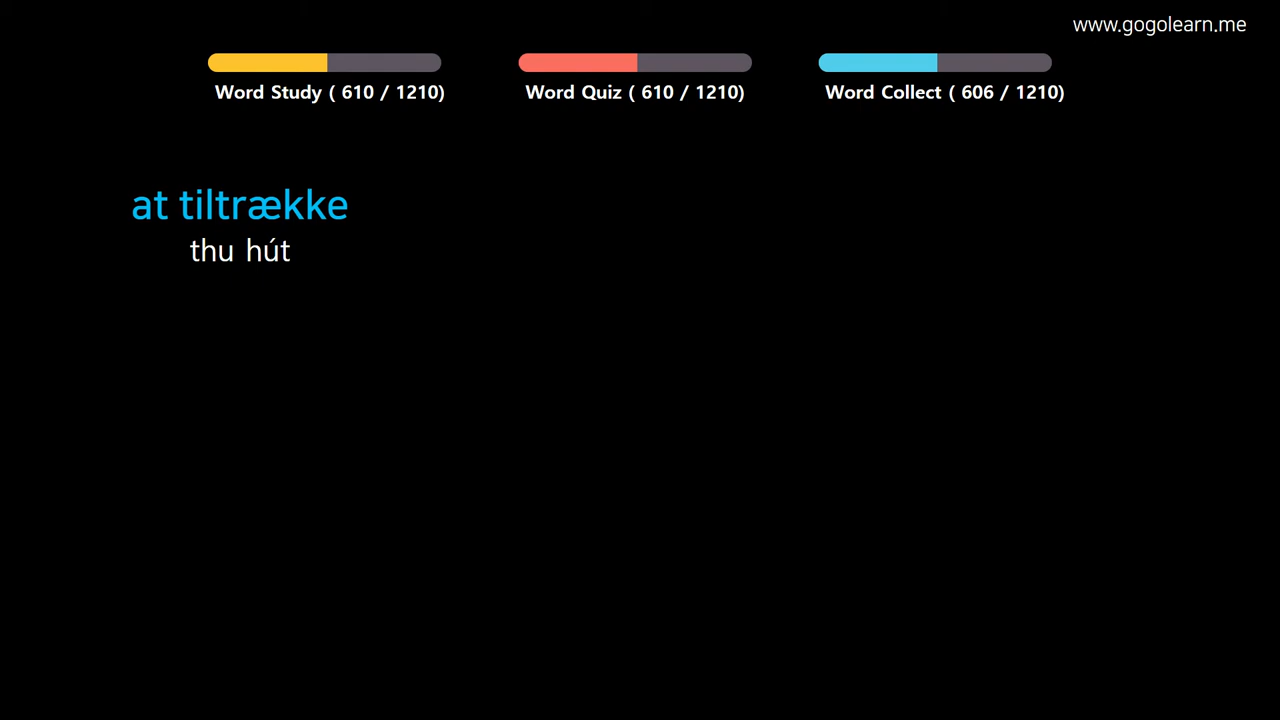 www.gogolearn.me
Word Study ( 610 / 1210)
Word Quiz ( 610 / 1210)
Word Collect ( 606 / 1210)
at tiltrække
thu hút